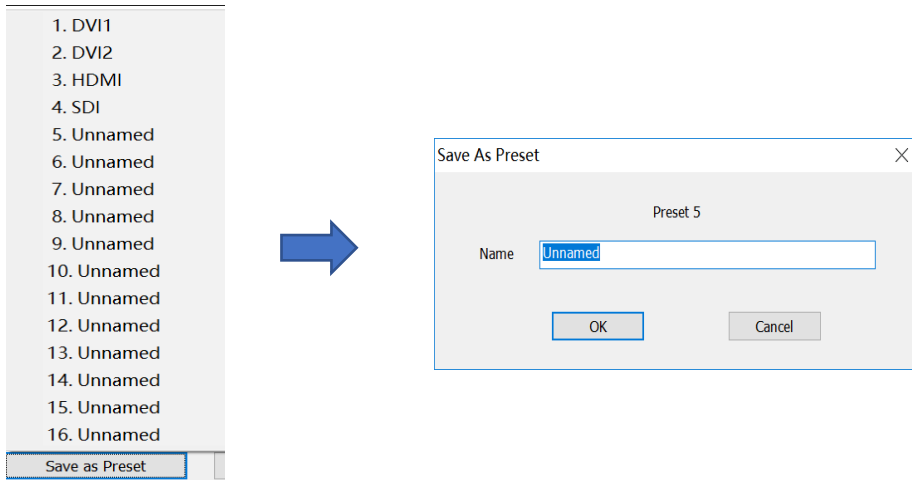 1. DVI1
2. DVI2
3. HDMI
4. SDI
5. Unnamed
6. Unnamed
7. Unnamed
8. Unnamed
9. Unnamed
10. Unnamed
11. Unnamed
12. Unnamed
13. Unnamed
14. Unnamed
15. Unnamed
16. Unnamed
Save as Preset
Save As Preset
Preset 5
Name Unnamed
OK Cancel